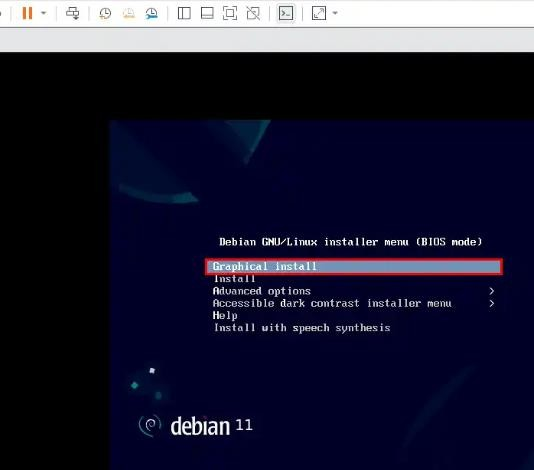 Debian GNU/Linux installer menu (BIOS mode)
Graphical install
Install
Advanced options >
Accessible dark contrast installer menu >
Help
Install with speech synthesis
debian 11